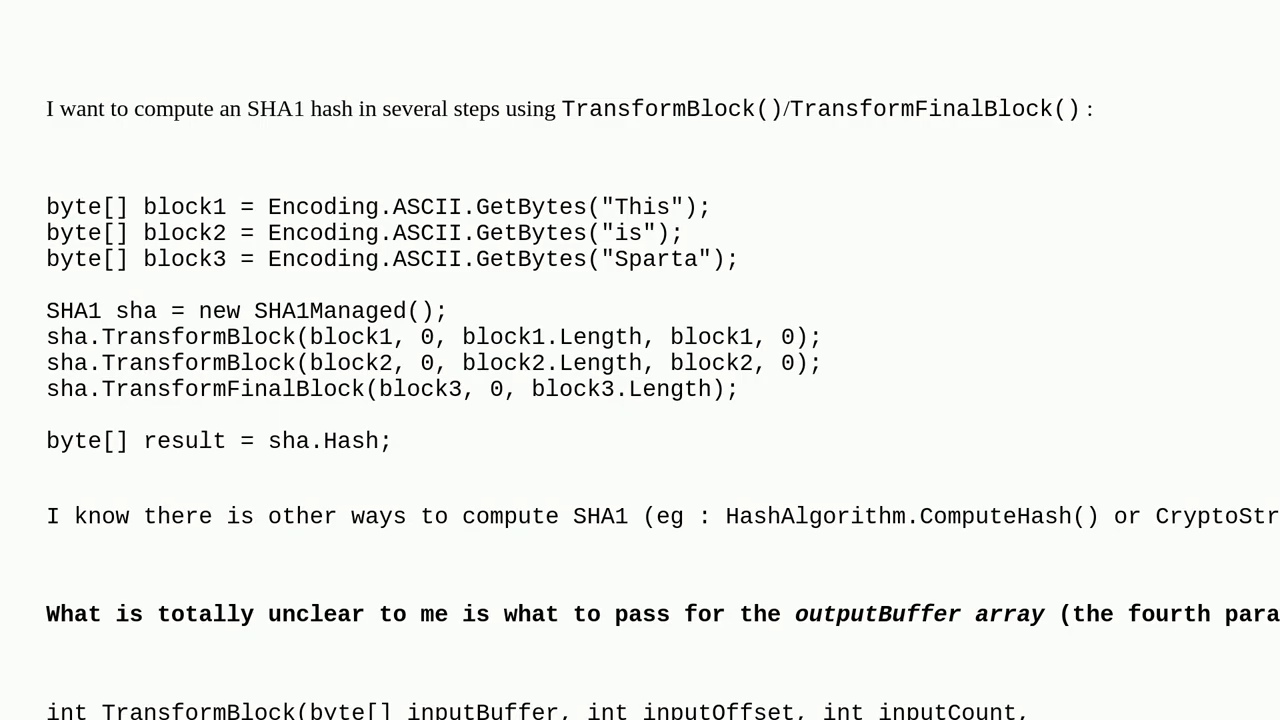 I want to compute an SHA1 hash in several steps using TransformBlock()/TransformFinalBlock() :
byte[] block1 = Encoding.ASCII.GetBytes("This");
byte[] block2 = Encoding.ASCII.GetBytes("is");
byte[] block3 = Encoding.ASCII.GetBytes("Sparta");
SHA1 sha = new SHA1Managed();
sha.TransformBlock(block1, 0, block1.Length, block1, 0);
sha.TransformBlock(block2, 0, block2.Length, block2, 0);
sha.TransformFinalBlock(block3, 0, block3.Length);
byte[] result = sha.Hash;
I know there is other ways to compute SHA1 (eg : HashAlgorithm.ComputeHash() or CryptoStr
What is totally unclear to me is what to pass for the outputBuffer array (the fourth para
int TransformBlock(byte[] inputBuffer, int inputOffset, int inputCount,